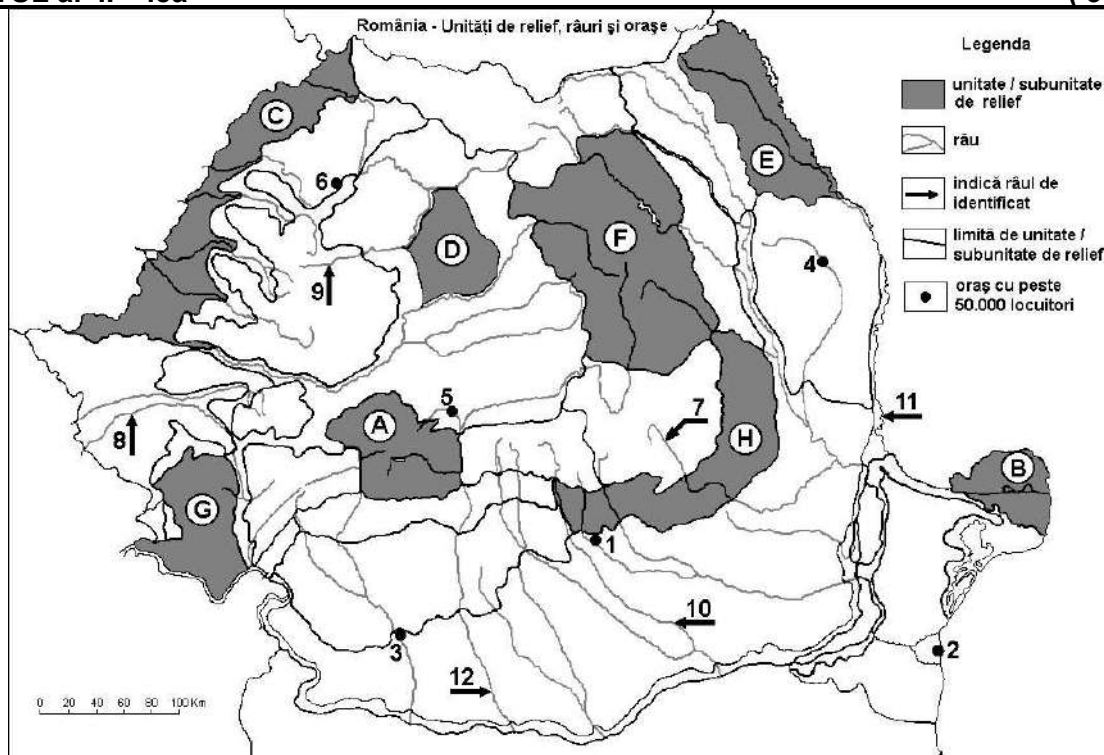 România - Unităţi de relief, râuri şi oraşe
Legenda
unitate / subunitate
de relief
râu
indică râul de
identificat
limită de unitate /
subunitate de relief
oraş cu peste
50.000 locuitori
C
E
6
F
D
4
9
11
5
7
A
8
H
B
G
1
10
3
2
12
0 20 40 60 80 100 Km